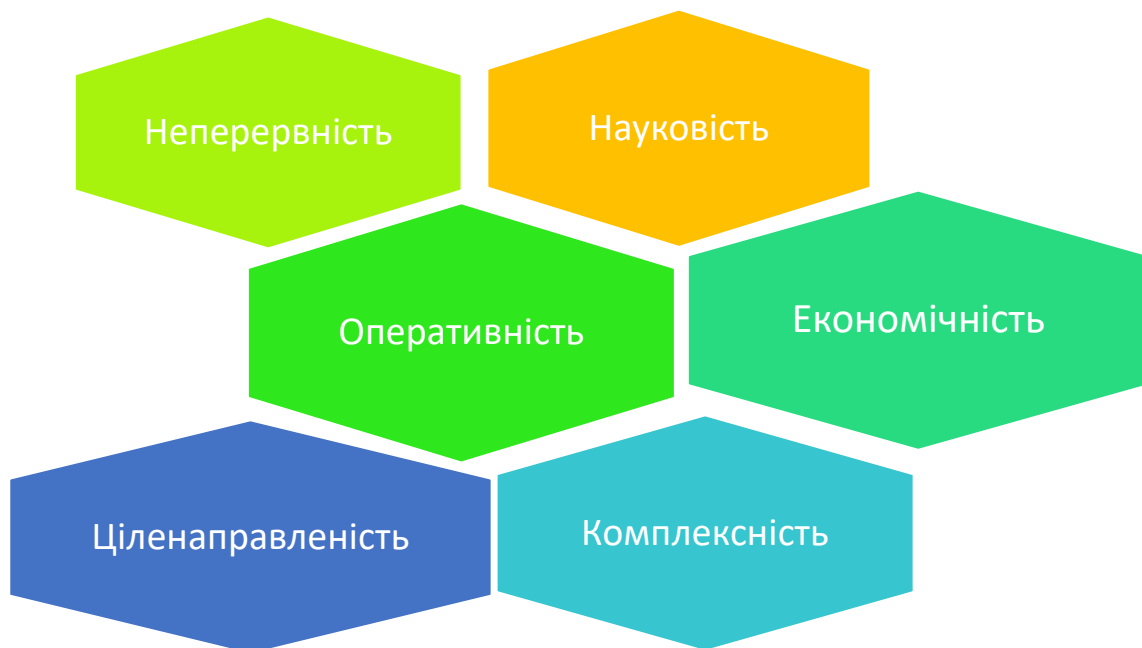 Неперервність
Науковість
Оперативність
Економічність
Ціленаправленість
Комплексність